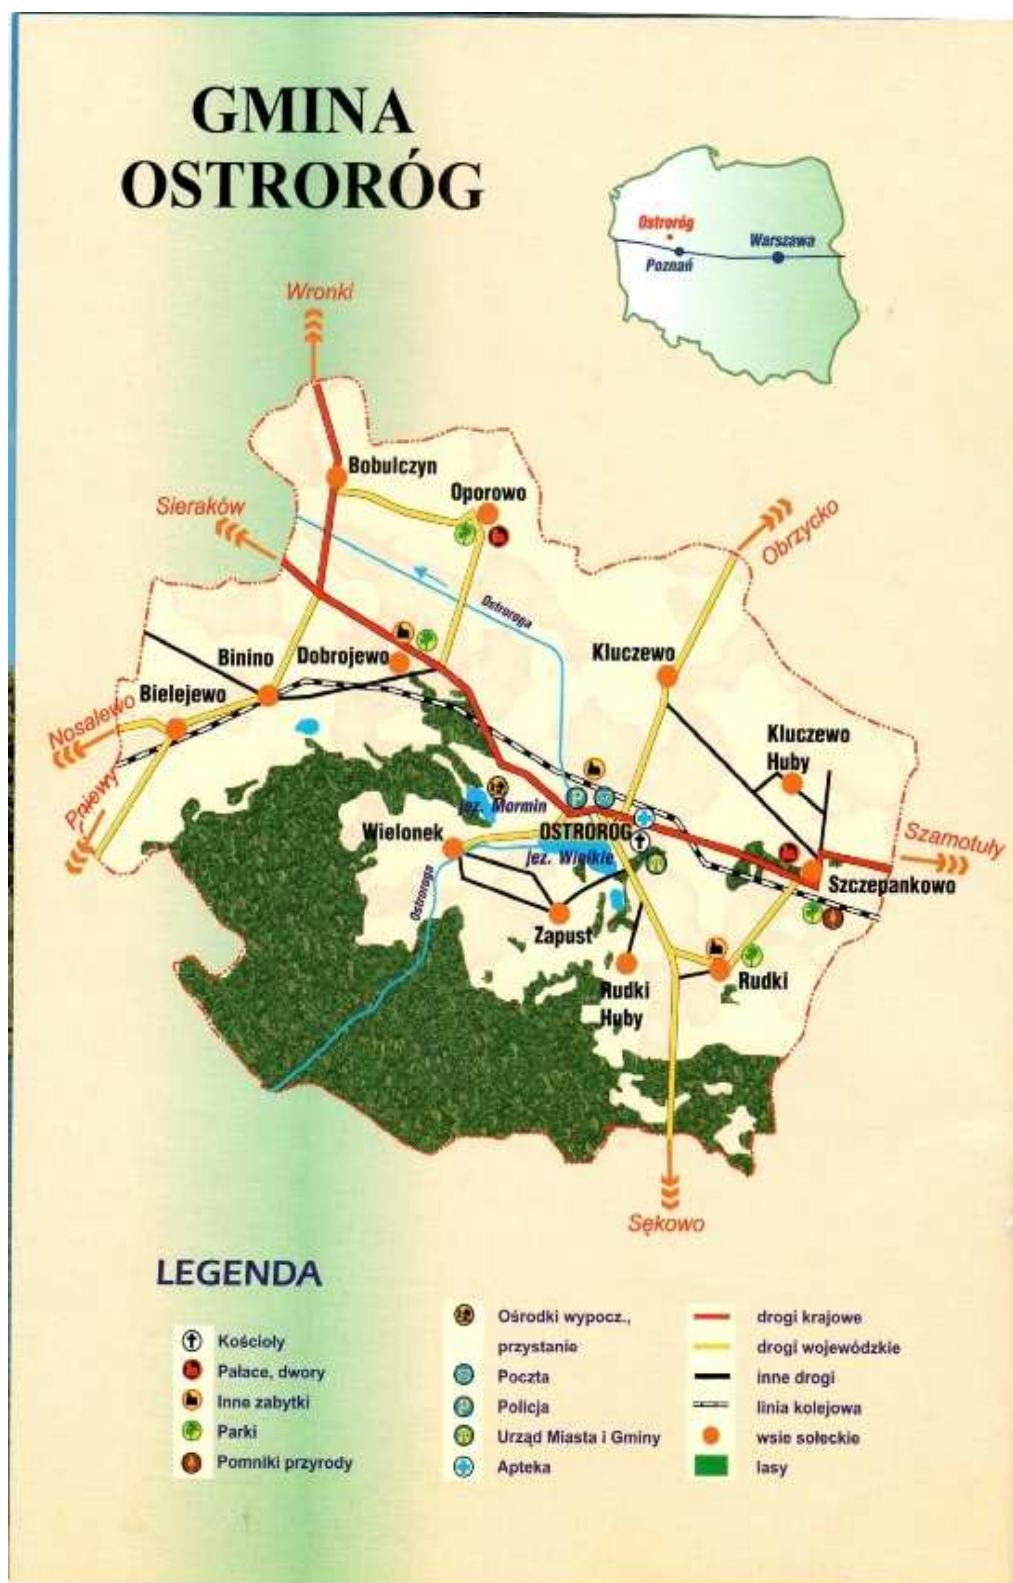 GMINA
OSTRORÓG
Ostroróg
Warszawa
Poznań
Wronki
Bobulczyn
Oporowo
Sieraków
Obrzycko
Ostroroga
Kluczewo
Binino
Dobrojewo
Bielejewo
Nosalewo
Kluczewo
Huby
Pniewy
jez. Mormin
Wielonek
OSTRORÓG
Szamotuły
jez. Wielkie
Szczepankowo
Ostroroga
Zapust
Rudki
Rudki
Huby
Sękowo
LEGENDA
Kościoły
Pałace, dwory
Inne zabytki
Parki
Pomniki przyrody
Ośrodki wypocz.,
przystanie
Poczta
Policja
Urząd Miasta i Gminy
Apteka
drogi krajowe
drogi wojewódzkie
inne drogi
linia kolejowa
wsie sołeckie
lasy